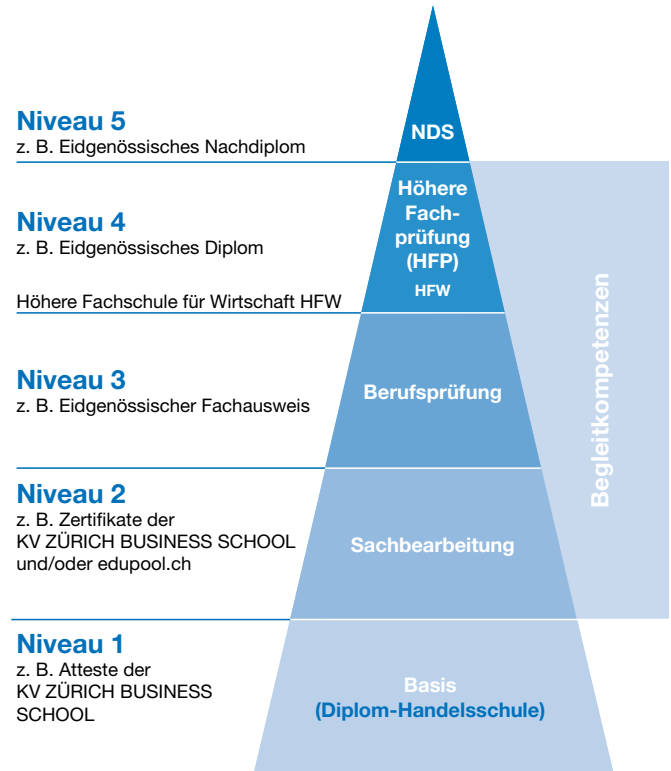 Niveau 5
z. B. Eidgenössisches Nachdiplom
NDS
Niveau 4
z. B. Eidgenössisches Diplom
Höhere Fachschule für Wirtschaft HFW
Höhere
Fach-
prüfung
(HFP)
HFW
Niveau 3
z. B. Eidgenössischer Fachausweis
Berufsprüfung
Niveau 2
z. B. Zertifikate der
KV ZÜRICH BUSINESS SCHOOL
und/oder edupool.ch
Sachbearbeitung
Niveau 1
z. B. Atteste der
KV ZÜRICH BUSINESS
SCHOOL
Basis
(Diplom-Handelsschule)
Begleitkompetenzen